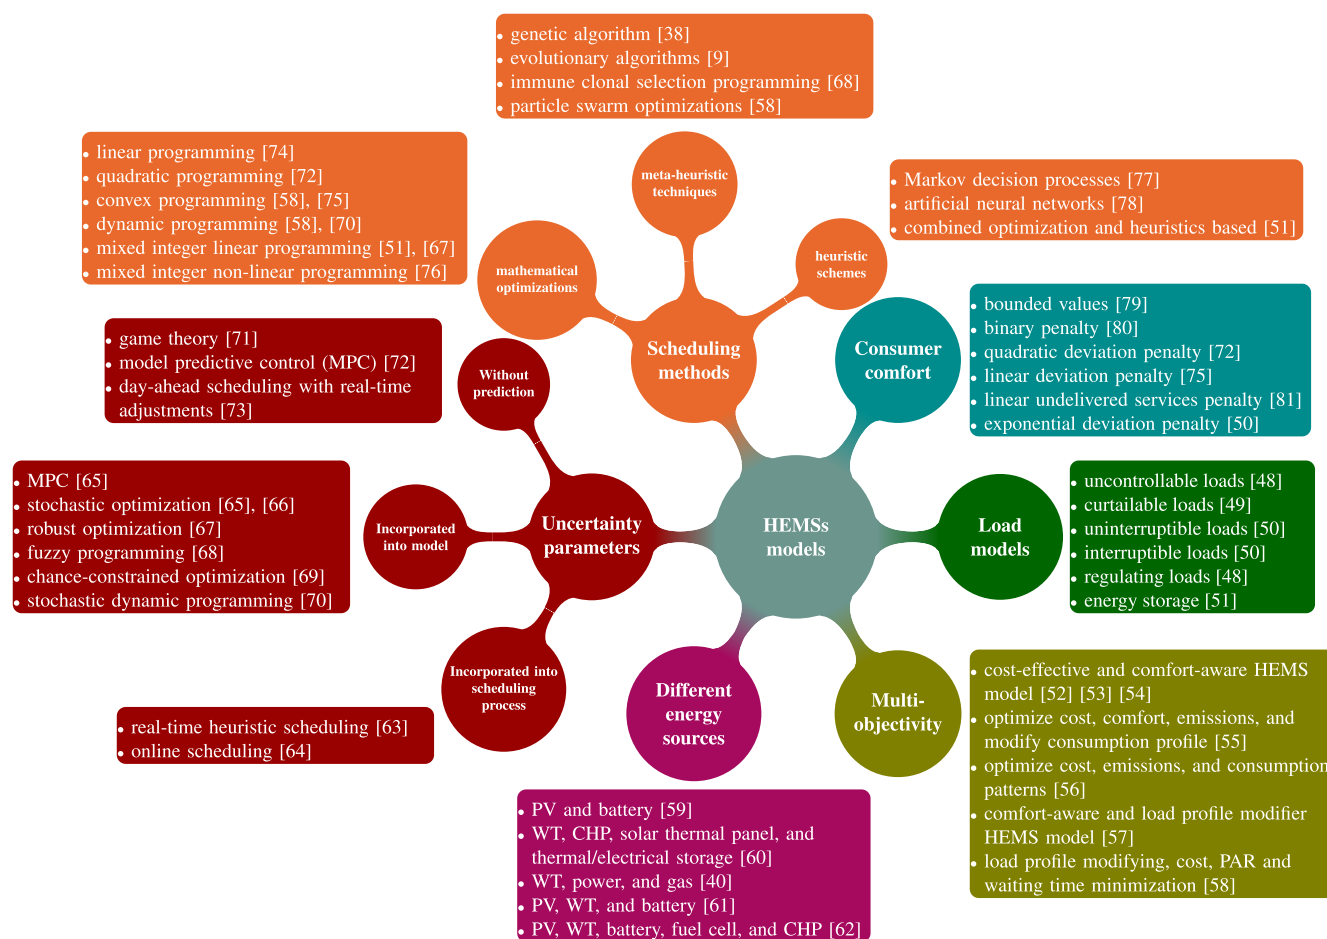 • genetic algorithm [38]
• evolutionary algorithms [9]
• immune clonal selection programming [68]
• particle swarm optimizations [58]
• linear programming [74]
• quadratic programming [72]
• convex programming [58], [75]
• dynamic programming [58], [70]
• mixed integer linear programming [51], [67]
• mixed integer non-linear programming [76]
meta-heuristic
techniques
• Markov decision processes [77]
• artificial neural networks [78]
• combined optimization and heuristics based [51]
mathematical
optimizations
heuristic
schemes
Scheduling
methods
Consumer
comfort
• bounded values [79]
• binary penalty [80]
• quadratic deviation penalty [72]
• linear deviation penalty [75]
• linear undelivered services penalty [81]
• exponential deviation penalty [50]
• game theory [71]
• model predictive control (MPC) [72]
• day-ahead scheduling with real-time
adjustments [73]
Without
prediction
• MPC [65]
• stochastic optimization [65], [66]
• robust optimization [67]
• fuzzy programming [68]
• chance-constrained optimization [69]
• stochastic dynamic programming [70]
Incorporated
into model
Uncertainty
parameters
HEMSs
models
Load
models
• uncontrollable loads [48]
• curtailable loads [49]
• uninterruptible loads [50]
• interruptible loads [50]
• regulating loads [48]
• energy storage [51]
Incorporated into
scheduling
process
• real-time heuristic scheduling [63]
• online scheduling [64]
Different
energy
sources
Multi-
objectivity
• cost-effective and comfort-aware HEMS
model [52] [53] [54]
• optimize cost, comfort, emissions, and
modify consumption profile [55]
• optimize cost, emissions, and consumption
patterns [56]
• comfort-aware and load profile modifier
HEMS model [57]
• load profile modifying, cost, PAR and
waiting time minimization [58]
• PV and battery [59]
• WT, CHP, solar thermal panel, and
thermal/electrical storage [60]
• WT, power, and gas [40]
• PV, WT, and battery [61]
• PV, WT, battery, fuel cell, and CHP [62]